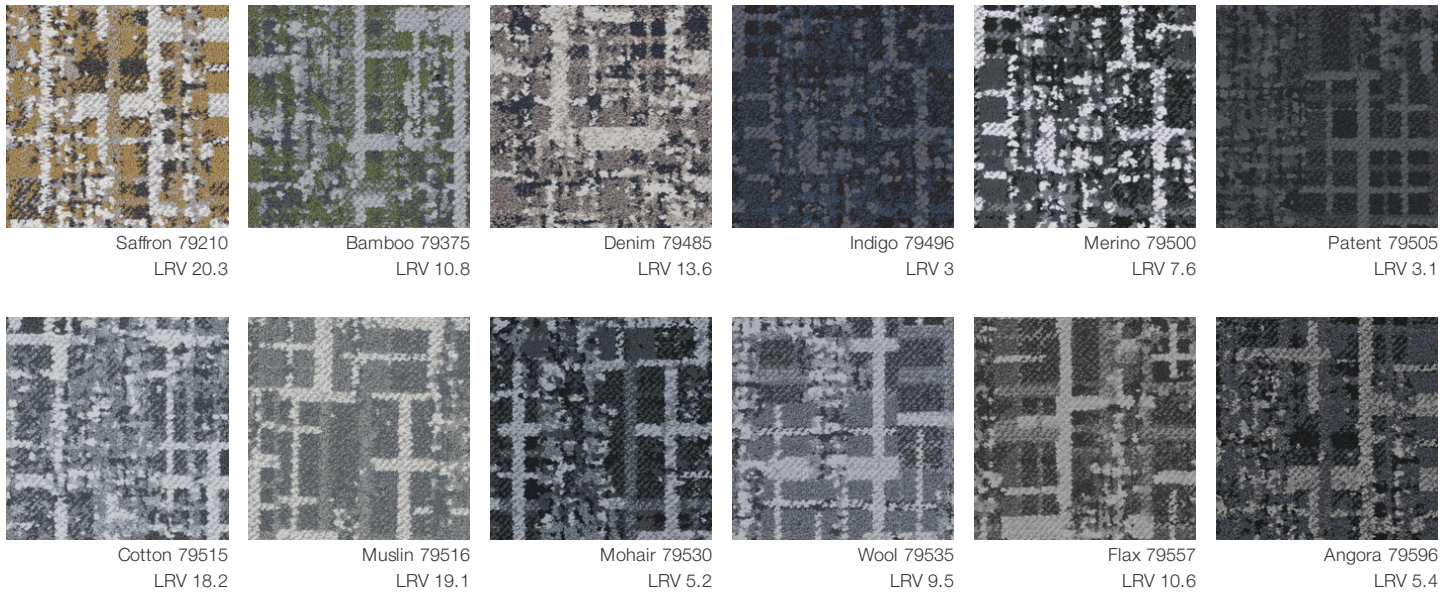 Saffron 79210
LRV 20.3
Bamboo 79375
LRV 10.8
Denim 79485
LRV 13.6
Indigo 79496
LRV 3
Merino 79500
LRV 7.6
Patent 79505
LRV 3.1
Cotton 79515
LRV 18.2
Muslin 79516
LRV 19.1
Mohair 79530
LRV 5.2
Wool 79535
LRV 9.5
Flax 79557
LRV 10.6
Angora 79596
LRV 5.4